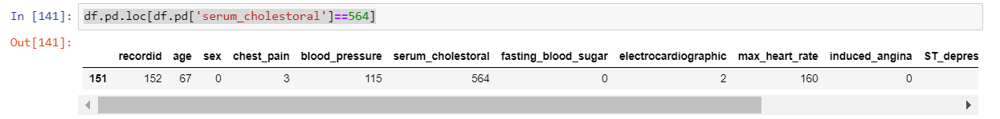 In [141]: df.pd.loc[df.pd['serum_cholestoral']==564]
Out[141]:
recordid age sex chest_pain blood_pressure serum_cholestoral fasting_blood_sugar electrocardiographic max_heart_rate induced_angina ST_depres
151 152 67 0 3 115 564 0 2 160 0